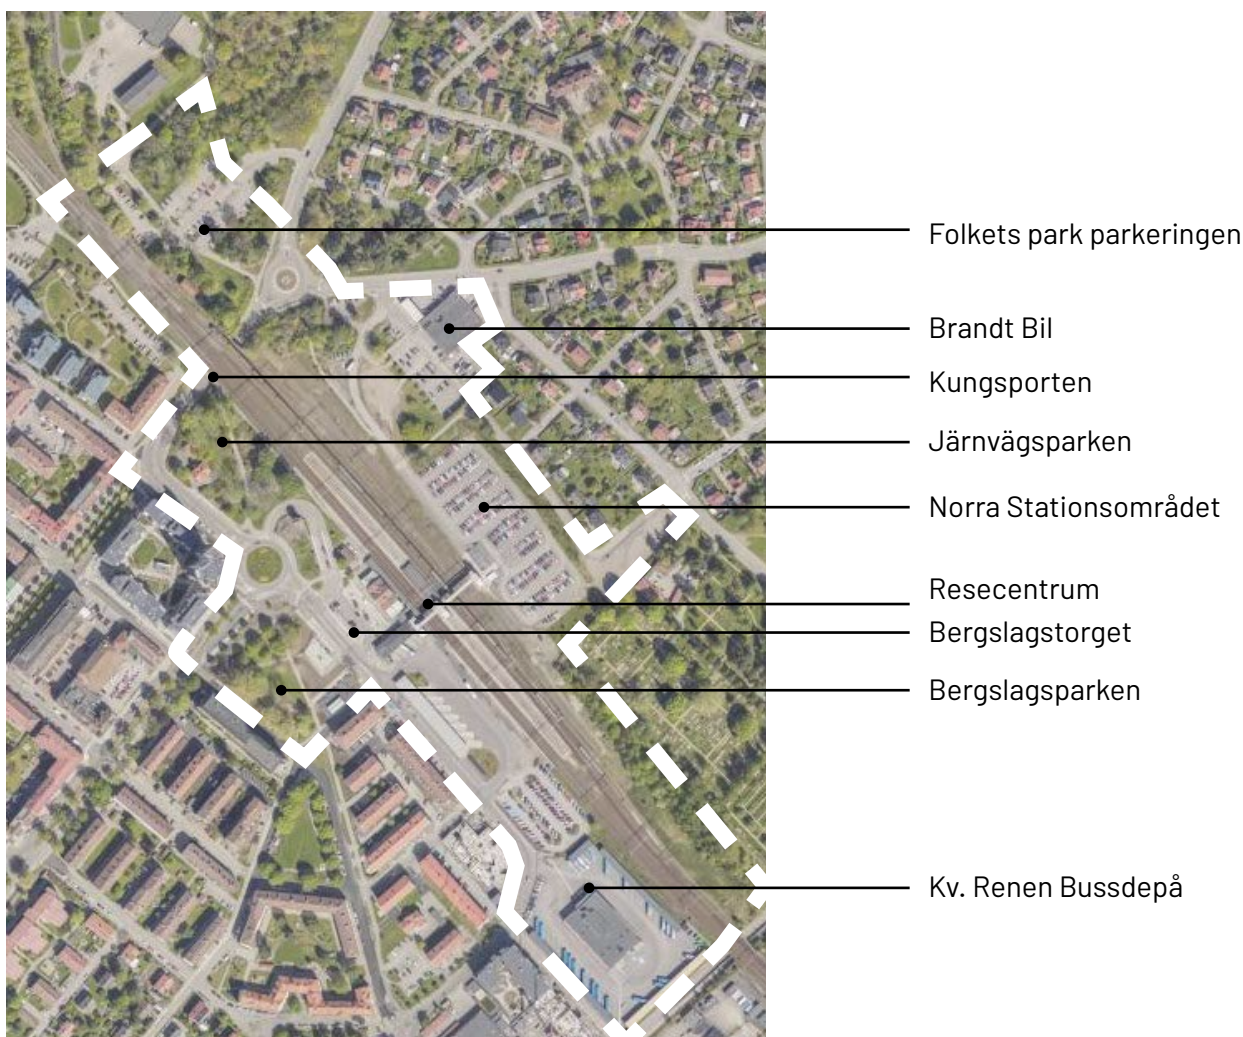 Folkets park parkeringen
Brandt Bil
Kungsporten
Järnvägsparken
Norra Stationsområdet
Resecentrum
Bergslagstorget
Bergslagsparken
Kv. Renen Bussdepå